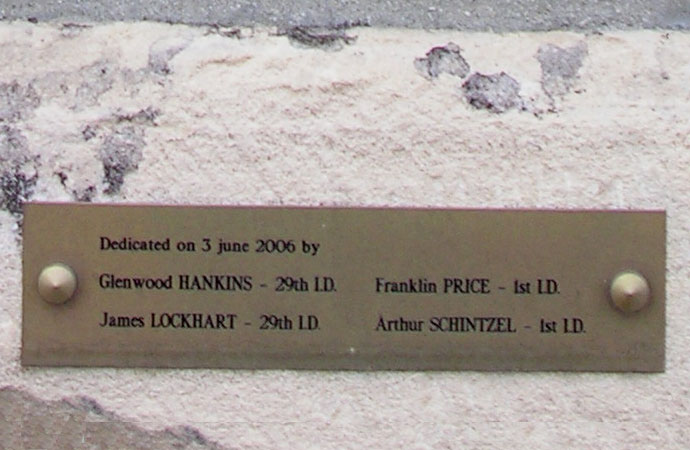 Dedicated on 3 june 2006 by
Glenwood HANKINS - 29th I.D. Franklin PRICE - 1st I.D.
James LOCKHART - 29th I.D. Arthur SCHINTZEL - 1st I.D.